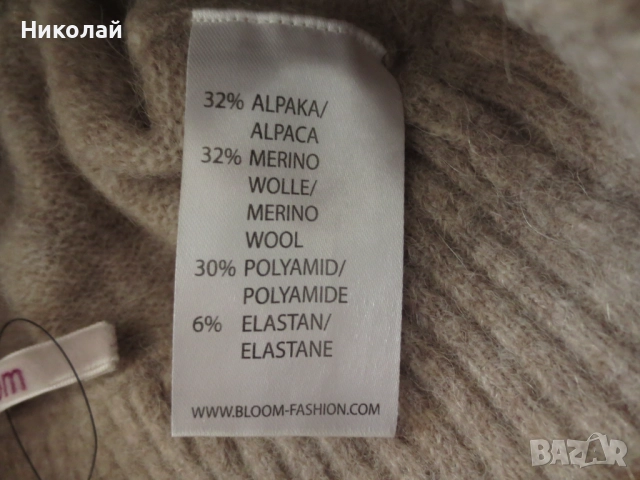 Николай
32% ALPAKA/
ALPACA
32% MERINO
WOLLE/
MERINO
WOOL
30% POLYAMID/
POLYAMIDE
6% ELASTAN/
ELASTANE
WWW.BLOOM-FASHION.COM
BAZAR